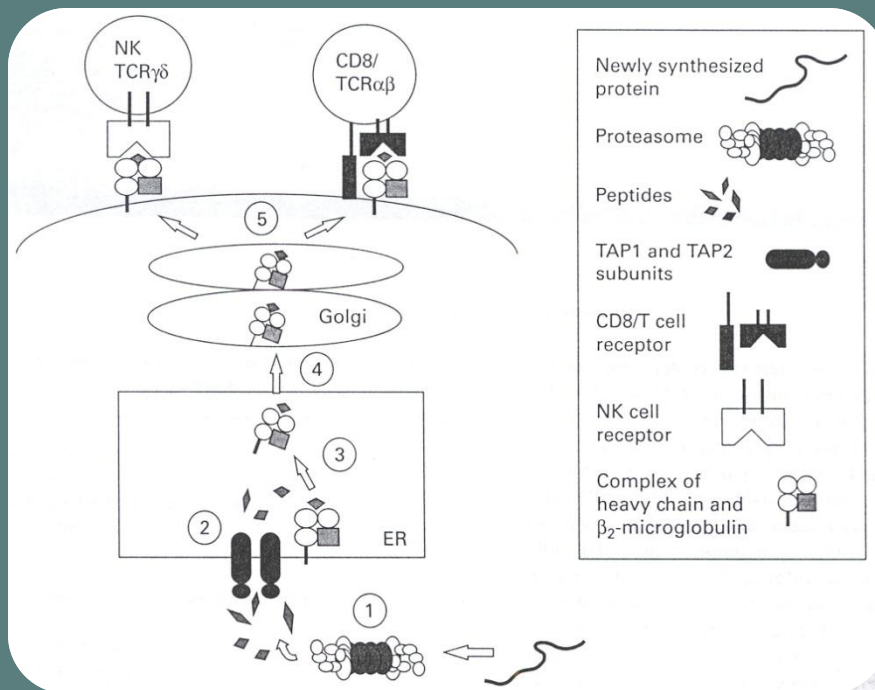 NK
TCRγδ
CD8/
TCRαβ
5
Golgi
4
3
2
ER
1
Newly synthesized
protein
Proteasome
Peptides
TAP1 and TAP2
subunits
CD8/T cell
receptor
NK cell
receptor
Complex of
heavy chain and
β2-microglobulin